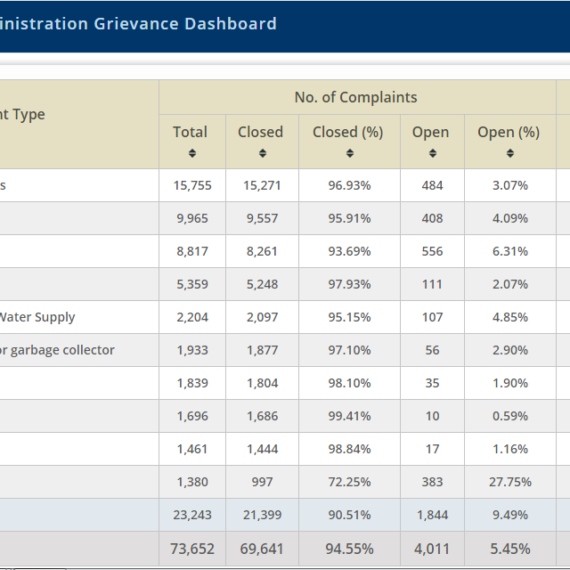 inistration Grievance Dashboard
No. of Complaints
nt Type
Total Closed Closed (%) Open Open (%)
s 15,755 15,271 96.93% 484 3.07%
9,965 9,557 95.91% 408 4.09%
8,817 8,261 93.69% 556 6.31%
5,359 5,248 97.93% 111 2.07%
Water Supply 2,204 2,097 95.15% 107 4.85%
or garbage collector 1,933 1,877 97.10% 56 2.90%
1,839 1,804 98.10% 35 1.90%
1,696 1,686 99.41% 10 0.59%
1,461 1,444 98.84% 17 1.16%
1,380 997 72.25% 383 27.75%
23,243 21,399 90.51% 1,844 9.49%
73,652 69,641 94.55% 4,011 5.45%